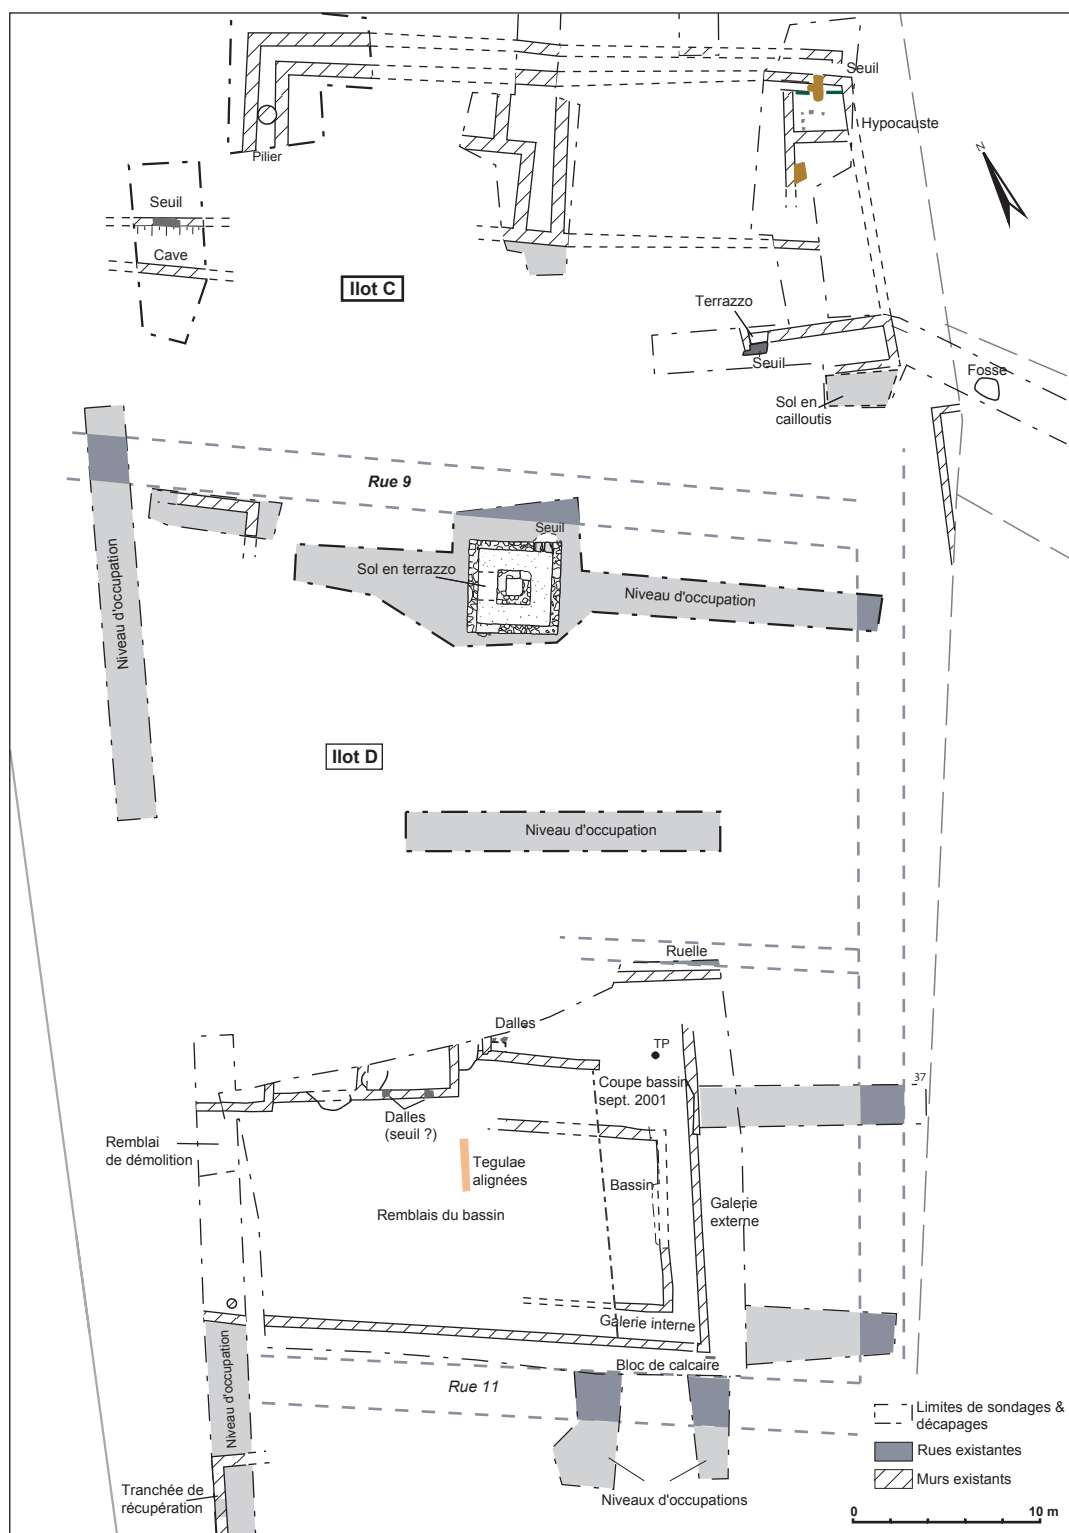 Seuil
N
Hypocauste
Pilier
Seuil
Cave
Ilot C
Terrazzo
Seuil
Fosse
Sol en
cailloutis
Rue 9
Seuil
Sol en terrazzo
Niveau d'occupation
Niveau d'occupation
Ilot D
Niveau d'occupation
Ruelle
Dalles
TP
Coupe bassin
sept. 2001
37
Dalles
(seuil ?)
Remblai
de démolition
Tegulae
alignées
Bassin
Galerie
externe
Remblais du bassin
Galerie interne
Bloc de calcaire
Niveau d'occupation
Rue 11
Limites de sondages &
décapages
Rues existantes
Murs existants
Tranchée de
récupération
Niveaux d'occupations
0 10 m